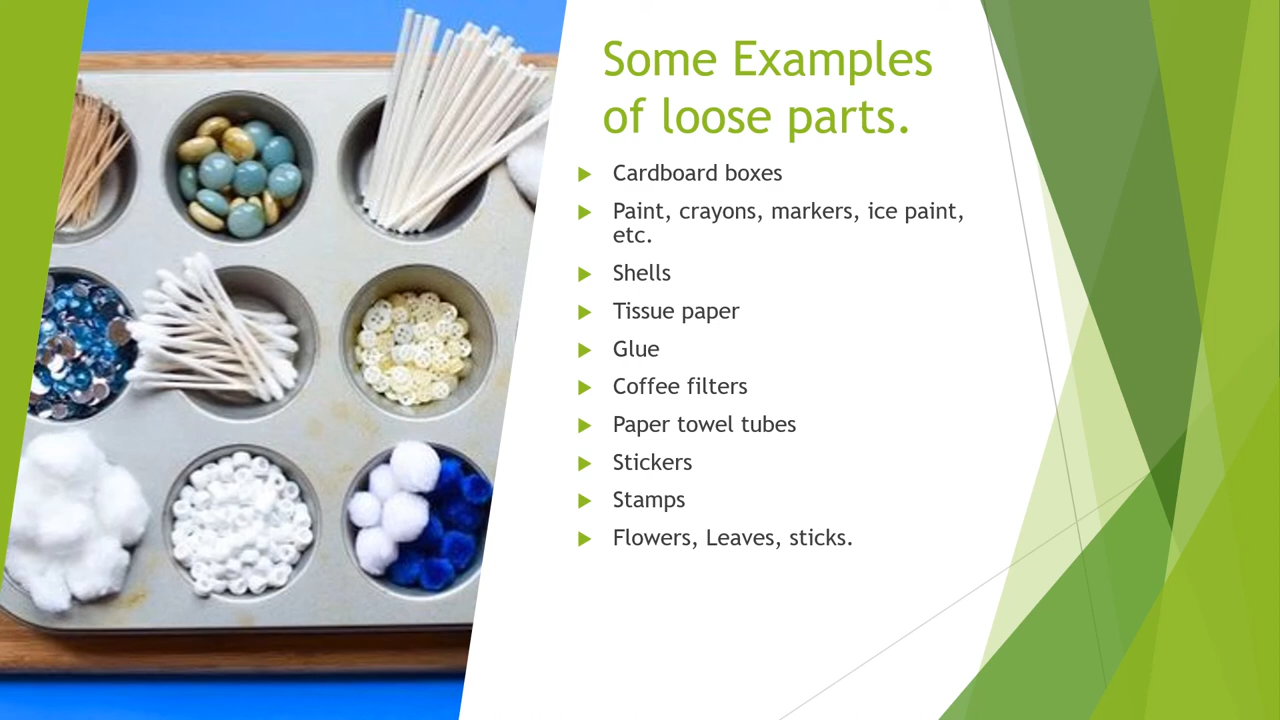 Some Examples
of loose parts.
Cardboard boxes
Paint, crayons, markers, ice paint,
etc.
Shells
Tissue paper
Glue
Coffee filters
Paper towel tubes
Stickers
Stamps
Flowers, Leaves, sticks.